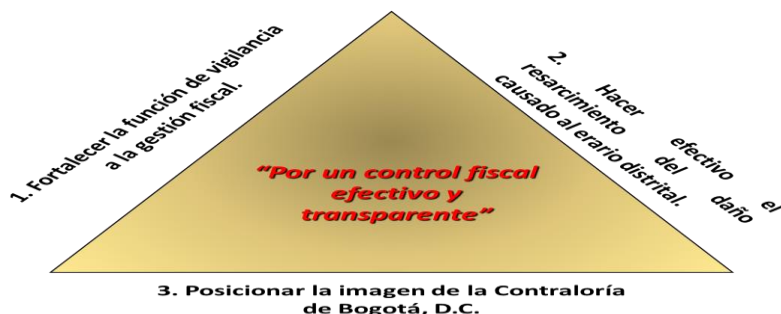 1. Fortalecer la función de vigilancia
a la gestión fiscal.
2. Hacer efectivo el
resarcimiento del daño
causado al erario distrital.
“Por un control fiscal
efectivo y
transparente”
3. Posicionar la imagen de la Contraloría
de Bogotá, D.C.